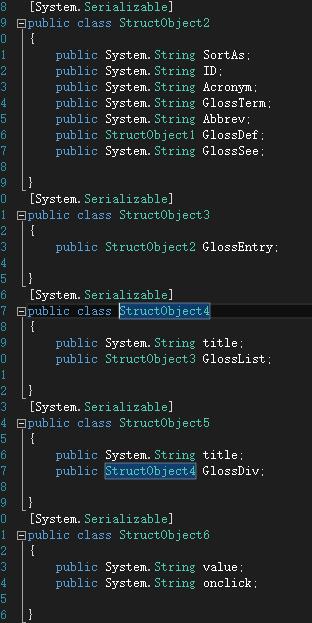 8 [System.Serializable]
9 public class StructObject2
0 {
1 public System.String SortAs;
2 public System.String ID;
3 public System.String Acronym;
4 public System.String GlossTerm;
5 public System.String Abbrev;
6 public StructObject1 GlossDef;
7 public System.String GlossSee;
8
9 }
0 [System.Serializable]
1 public class StructObject3
2 {
3 public StructObject2 GlossEntry;
4
5 }
6 [System.Serializable]
7 public class StructObject4
8 {
9 public System.String title;
0 public StructObject3 GlossList;
1
2 }
3 [System.Serializable]
4 public class StructObject5
5 {
6 public System.String title;
7 public StructObject4 GlossDiv;
8
9 }
0 [System.Serializable]
1 public class StructObject6
2 {
3 public System.String value;
4 public System.String onclick;
5
6 }